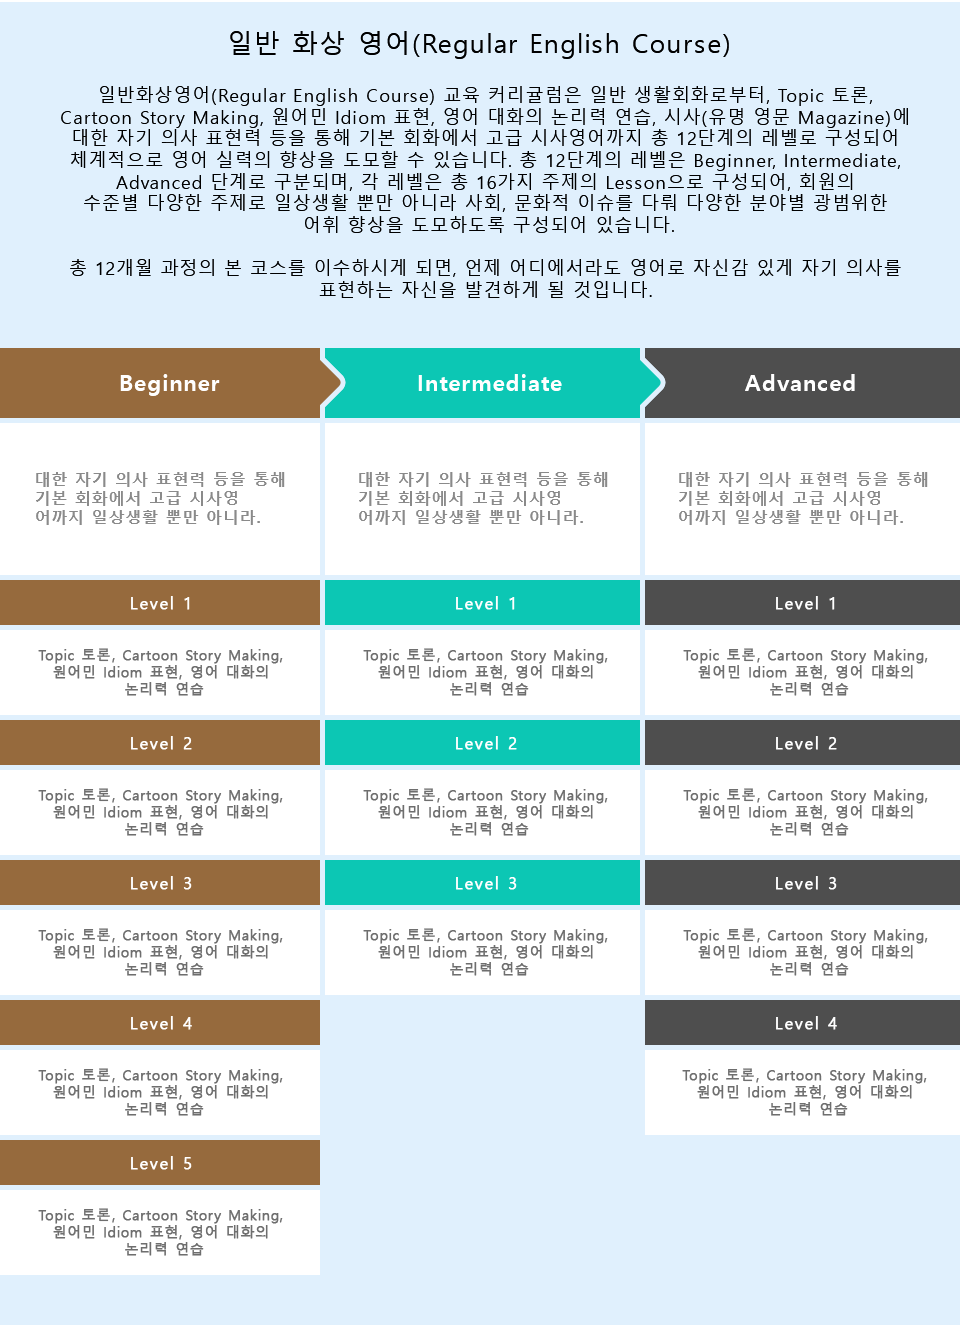 일반 화상 영어(Regular English Course)
일반화상영어(Regular English Course) 교육 커리큘럼은 일반 생활회화로부터, Topic 토론,
Cartoon Story Making, 원어민 Idiom 표현, 영어 대화의 논리력 연습, 시사(유명 영문 Magazine)에
대한 자기 의사 표현력 등을 통해 기본 회화에서 고급 시사영어까지 총 12단계의 레벨로 구성되어
체계적으로 영어 실력의 향상을 도모할 수 있습니다. 총 12단계의 레벨은 Beginner, Intermediate,
Advanced 단계로 구분되며, 각 레벨은 총 16가지 주제의 Lesson으로 구성되어, 회원의
수준별 다양한 주제로 일상생활 뿐만 아니라 사회, 문화적 이슈를 다뤄 다양한 분야별 광범위한
어휘 향상을 도모하도록 구성되어 있습니다.
총 12개월 과정의 본 코스를 이수하시게 되면, 언제 어디에서라도 영어로 자신감 있게 자기 의사를
표현하는 자신을 발견하게 될 것입니다.
Beginner
대한 자기 의사 표현력 등을 통해
기본 회화에서 고급 시사영
어까지 일상생활 뿐만 아니라.
Level 1
Topic 토론, Cartoon Story Making,
원어민 Idiom 표현, 영어 대화의
논리력 연습
Level 2
Topic 토론, Cartoon Story Making,
원어민 Idiom 표현, 영어 대화의
논리력 연습
Level 3
Topic 토론, Cartoon Story Making,
원어민 Idiom 표현, 영어 대화의
논리력 연습
Level 4
Topic 토론, Cartoon Story Making,
원어민 Idiom 표현, 영어 대화의
논리력 연습
Level 5
Topic 토론, Cartoon Story Making,
원어민 Idiom 표현, 영어 대화의
논리력 연습
Intermediate
대한 자기 의사 표현력 등을 통해
기본 회화에서 고급 시사영
어까지 일상생활 뿐만 아니라.
Level 1
Topic 토론, Cartoon Story Making,
원어민 Idiom 표현, 영어 대화의
논리력 연습
Level 2
Topic 토론, Cartoon Story Making,
원어민 Idiom 표현, 영어 대화의
논리력 연습
Level 3
Topic 토론, Cartoon Story Making,
원어민 Idiom 표현, 영어 대화의
논리력 연습
Advanced
대한 자기 의사 표현력 등을 통해
기본 회화에서 고급 시사영
어까지 일상생활 뿐만 아니라.
Level 1
Topic 토론, Cartoon Story Making,
원어민 Idiom 표현, 영어 대화의
논리력 연습
Level 2
Topic 토론, Cartoon Story Making,
원어민 Idiom 표현, 영어 대화의
논리력 연습
Level 3
Topic 토론, Cartoon Story Making,
원어민 Idiom 표현, 영어 대화의
논리력 연습
Level 4
Topic 토론, Cartoon Story Making,
원어민 Idiom 표현, 영어 대화의
논리력 연습